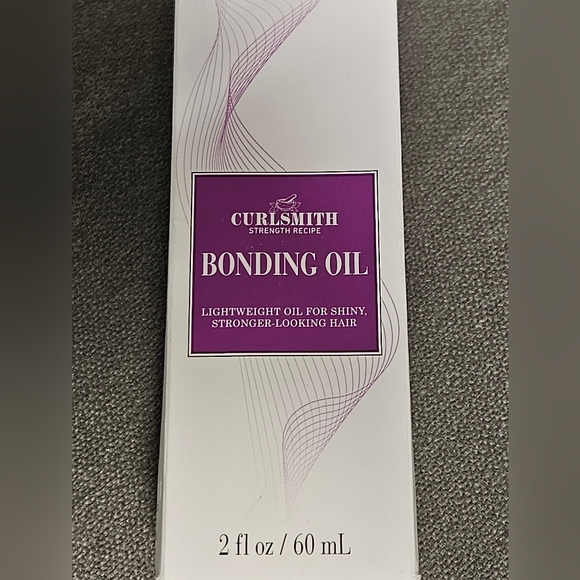 CURLSMITH
STRENGTH RECIPE
BONDING OIL
LIGHTWEIGHT OIL FOR SHINY,
STRONGER-LOOKING HAIR
2 fl oz / 60 mL